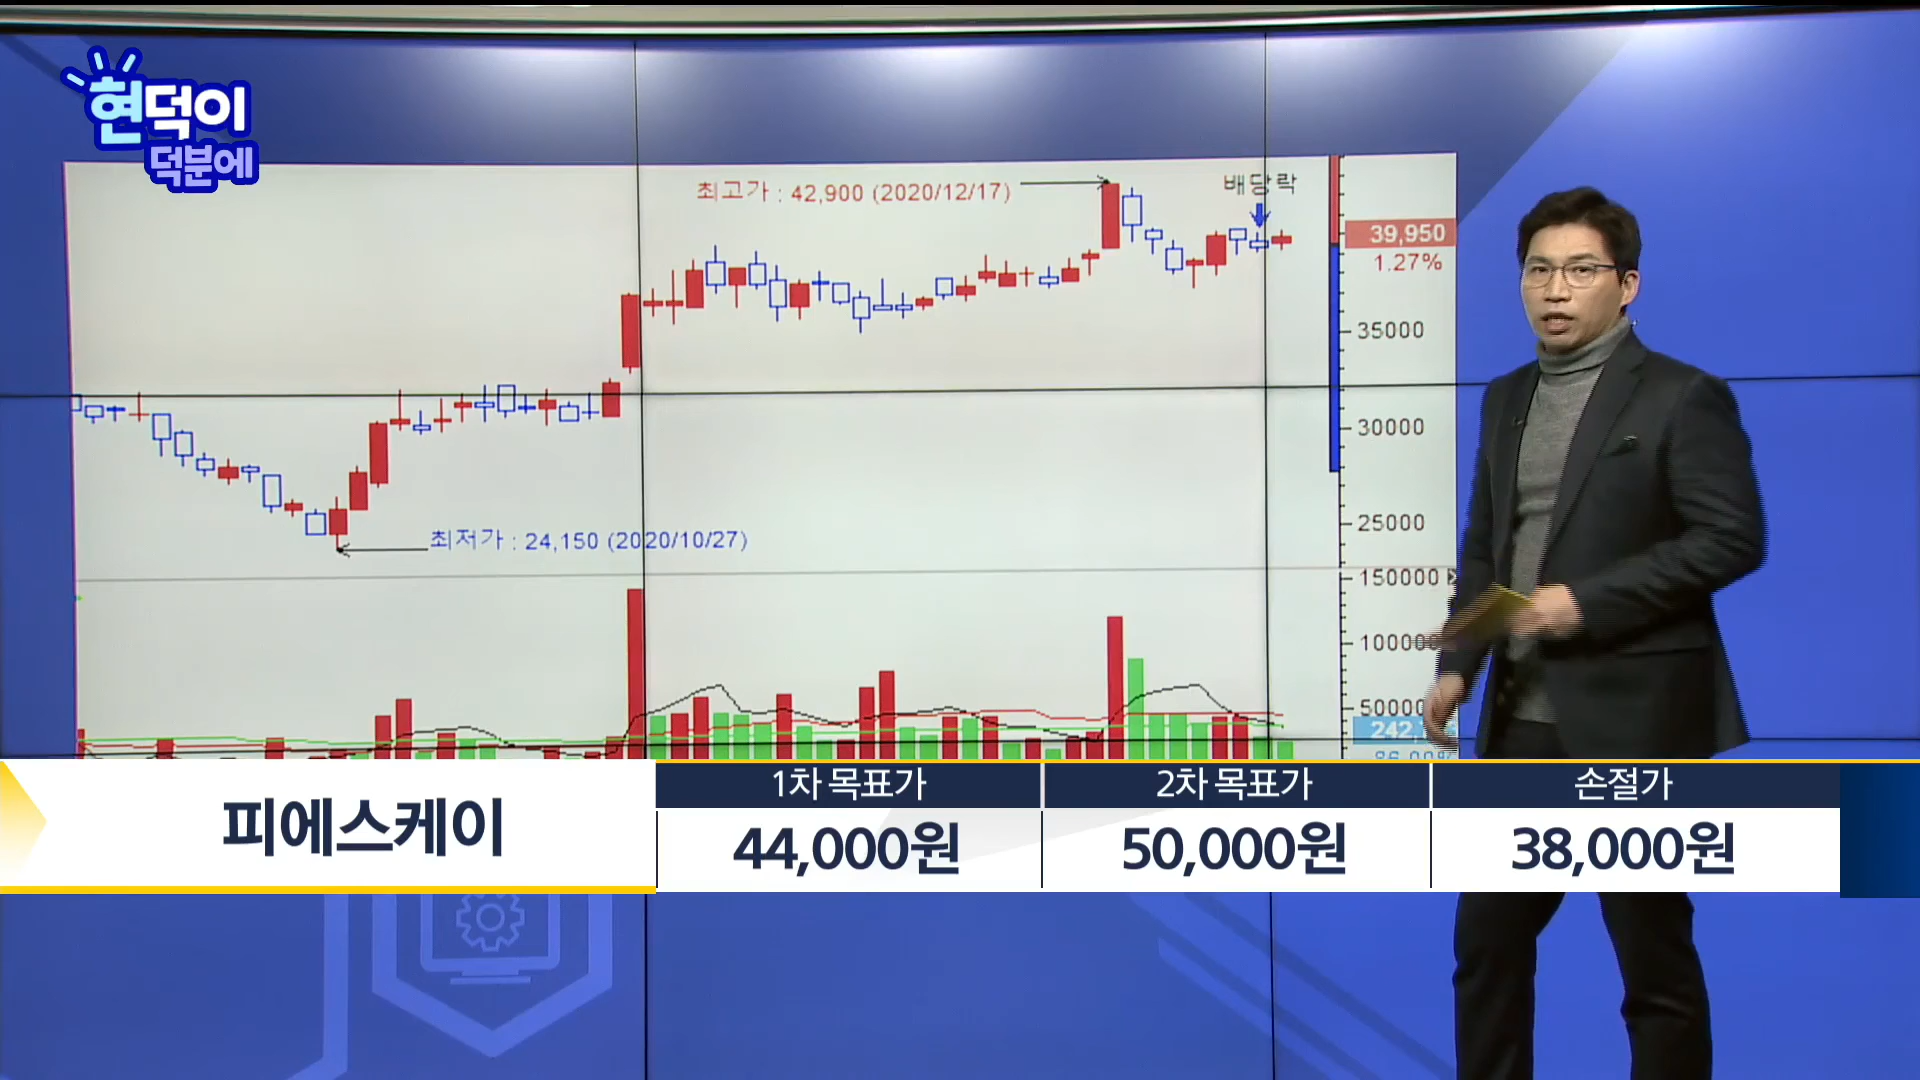 현덕이
덕분에
최고가 : 42,900 (2020/12/17)
배당락
39,950
1.27%
35000
30000
25000
최저가 : 24,150 (2020/10/27)
150000
100000
50000
피에스케이
1차 목표가
2차 목표가
손절가
44,000원
50,000원
38,000원